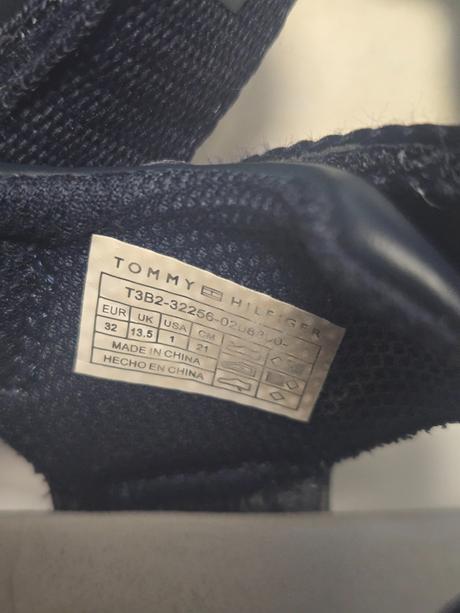 TOMMY HILFIGER
EUR UK USA CM
32 13.5 1 21
MADE IN CHINA
HECHO EN CHINA